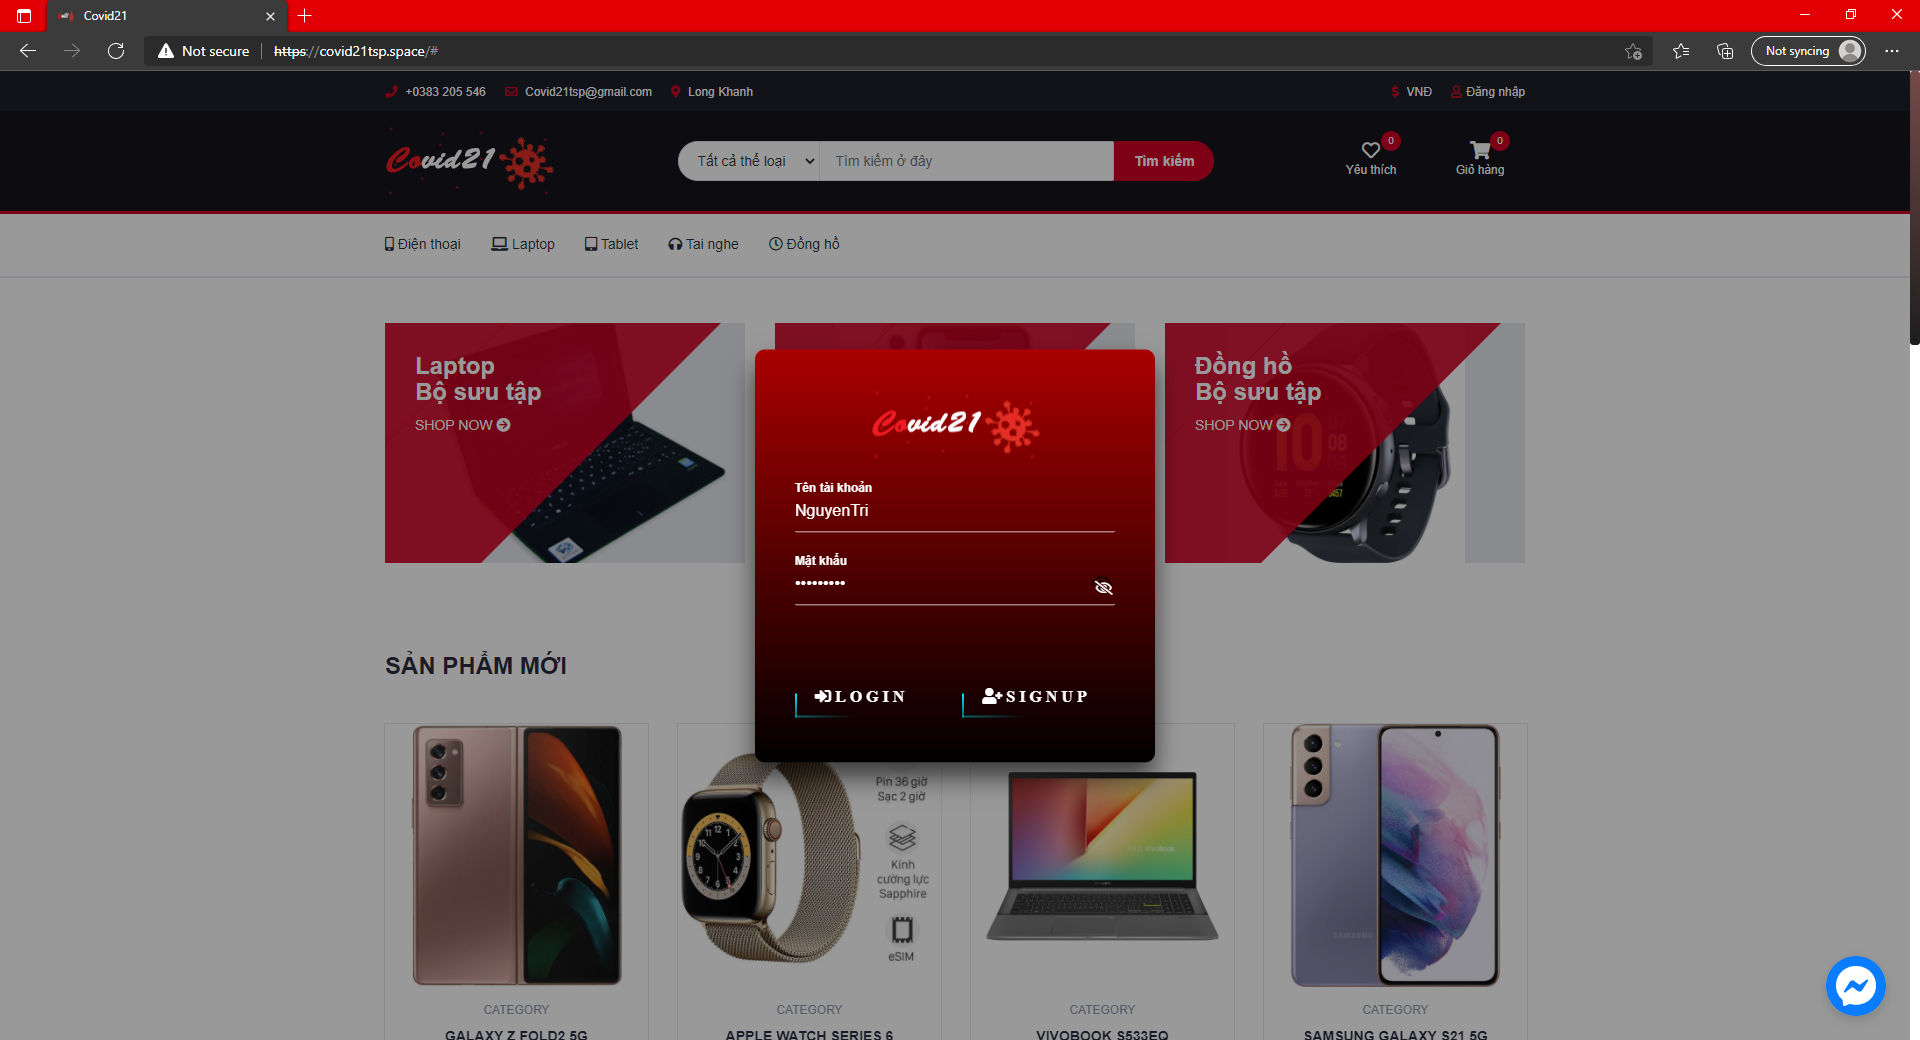 Covid21
Not secure
https://covid21tsp.space/#
Not syncing
+0383 205 546
Covid21tsp@gmail.com
Long Khanh
VNĐ
Đăng nhập
Covid21
Tất cả thể loại
Tìm kiếm ở đây
Tìm kiếm
0
Yêu thích
0
Giỏ hàng
Điện thoại
Laptop
Tablet
Tai nghe
Đồng hồ
Laptop
Bộ sưu tập
SHOP NOW
Đồng hồ
Bộ sưu tập
SHOP NOW
10
08
Covid21
Tên tài khoản
NguyenTri
Mật khẩu
•••••••••
LOGIN
SIGNUP
SẢN PHẨM MỚI
Pin 36 giờ
Sạc 2 giờ
Kính
cường lực
Sapphire
eSIM
VivoBook
SAMSUNG
CATEGORY
GALAXY Z FOLD2 5G
CATEGORY
APPLE WATCH SERIES 6
CATEGORY
VIVOBOOK S533EQ
CATEGORY
SAMSUNG GALAXY S21 5G